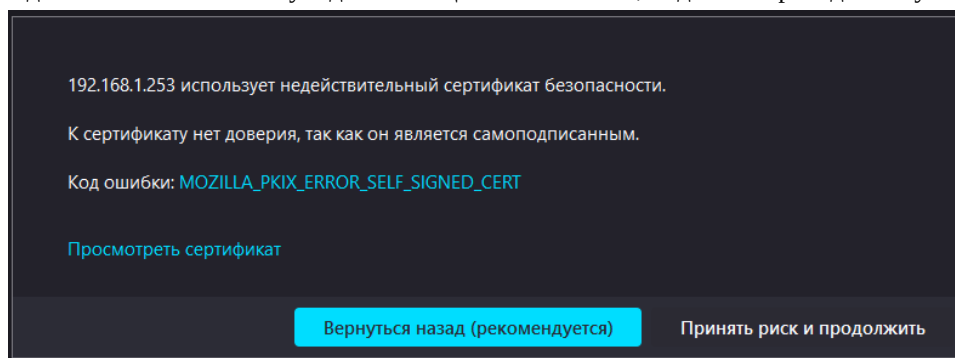 192.168.1.253 использует недействительный сертификат безопасности.
К сертификату нет доверия, так как он является самоподписанным.
Код ошибки: MOZILLA_PKIX_ERROR_SELF_SIGNED_CERT
Просмотреть сертификат
Вернуться назад (рекомендуется)
Принять риск и продолжить